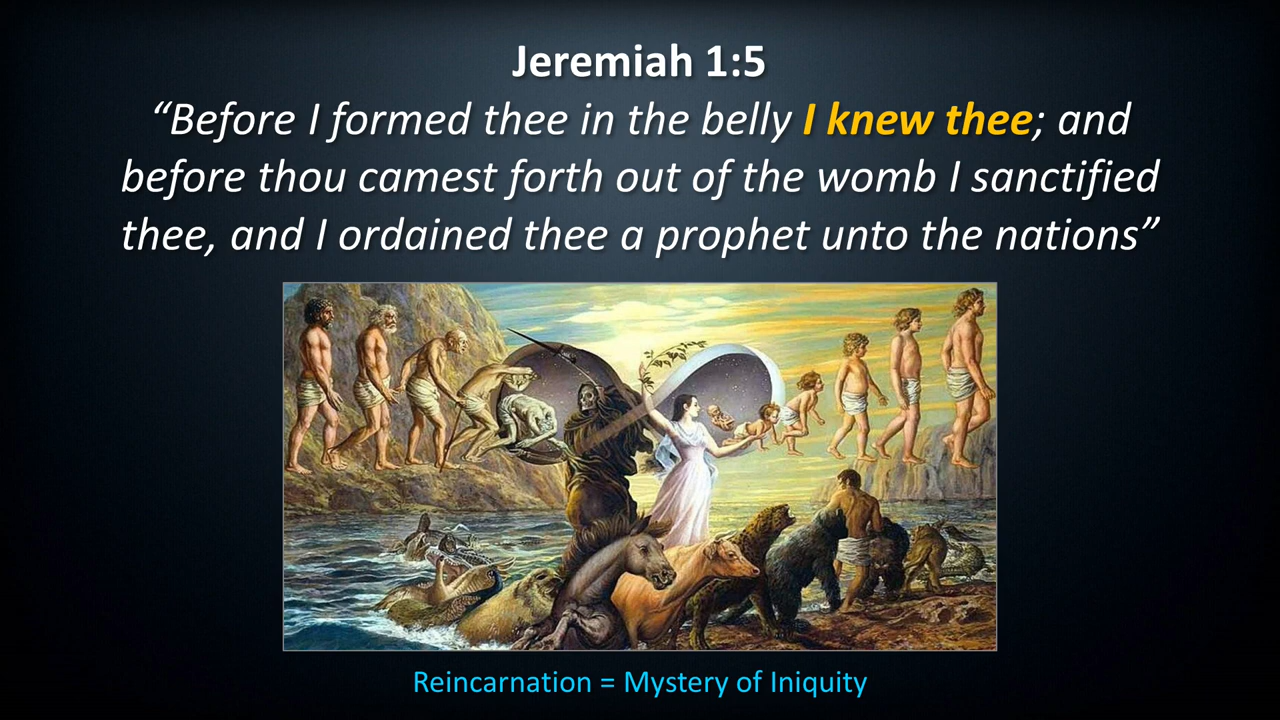 Jeremiah 1:5
“Before I formed thee in the belly I knew thee; and
before thou camest forth out of the womb I sanctified
thee, and I ordained thee a prophet unto the nations”
Reincarnation = Mystery of Iniquity